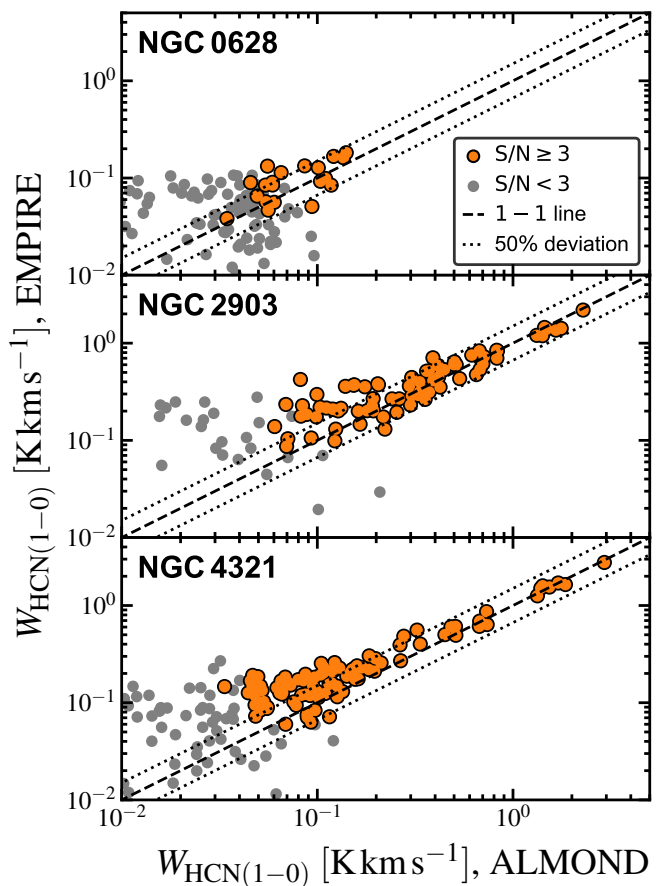 NGC 0628
10⁰
10⁻¹
10⁻²
S/N ≥ 3
S/N < 3
1 − 1 line
50% deviation
NGC 2903
10⁰
10⁻¹
10⁻²
NGC 4321
10⁰
10⁻¹
10⁻²
10⁻² 10⁻¹ 10⁰
W_HCN(1−0) [K km s⁻¹], EMPIRE
W_HCN(1−0) [K km s⁻¹], ALMOND